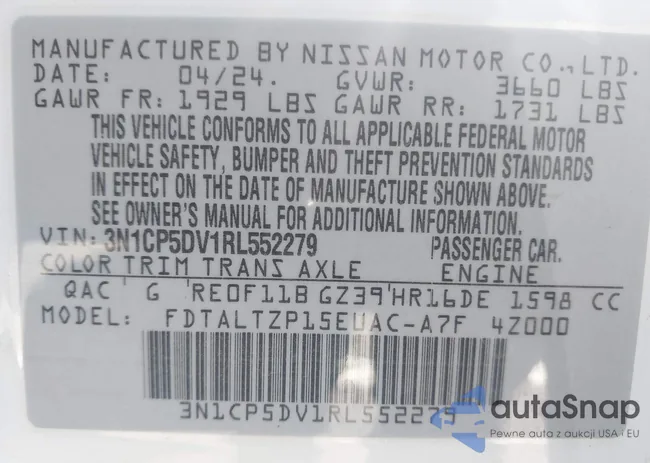 MANUFACTURED BY NISSAN MOTOR CO., LTD.
DATE: 04/24. GVWR: 3660 LBS
GAWR FR: 1929 LBS GAWR RR: 1731 LBS
THIS VEHICLE CONFORMS TO ALL APPLICABLE FEDERAL MOTOR
VEHICLE SAFETY, BUMPER AND THEFT PREVENTION STANDARDS
IN EFFECT ON THE DATE OF MANUFACTURE SHOWN ABOVE.
SEE OWNER'S MANUAL FOR ADDITIONAL INFORMATION.
VIN: 3N1CP5DV1RL552279 PASSENGER CAR.
COLOR TRIM TRANS AXLE ENGINE
QAC G RE0F11B GZ39 HR16DE 1598 CC
MODEL: FDTALTZP15EUAC-A7F 4Z000
3N1CP5DV1RL552279
autaSnap
Pewne auta z aukcji USA i EU